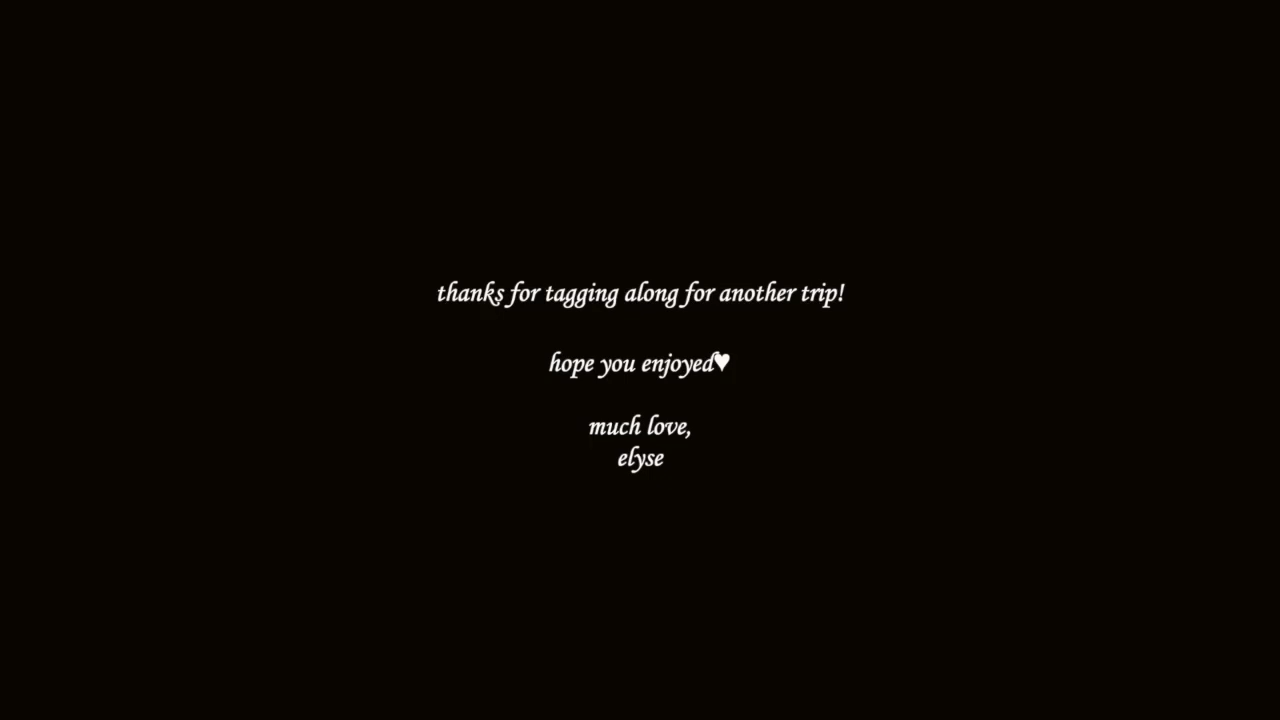 thanks for tagging along for another trip!
hope you enjoyed♥
much love,
elyse